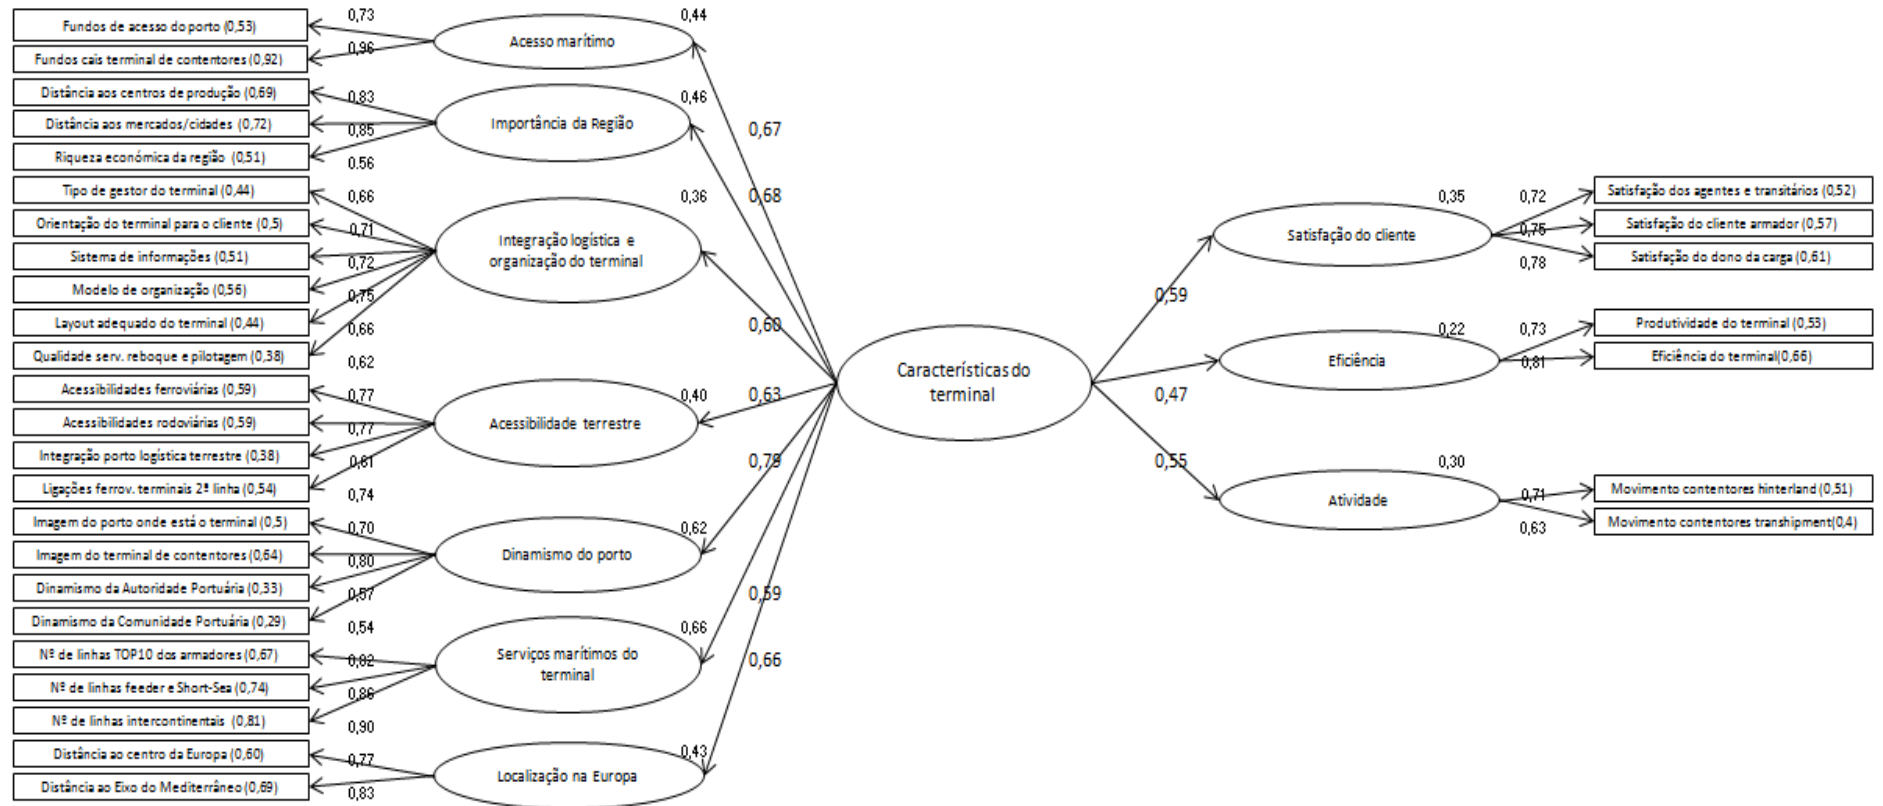 Fundos de acesso do porto (0,53)
Fundos cais terminal de contentores (0,92)
Distância aos centros de produção (0,69)
Distância aos mercados/cidades (0,72)
Riqueza económica da região (0,51)
Tipo de gestor do terminal (0,44)
Orientação do terminal para o cliente (0,5)
Sistema de informações (0,51)
Modelo de organização (0,56)
Layout adequado do terminal (0,44)
Qualidade serv. reboque e pilotagem (0,38)
Acessibilidades ferroviárias (0,59)
Acessibilidades rodoviárias (0,59)
Integração porto logística terrestre (0,38)
Ligações ferrov. terminais 2ª linha (0,54)
Imagem do porto onde está o terminal (0,5)
Imagem do terminal de contentores (0,64)
Dinamismo da Autoridade Portuária (0,33)
Dinamismo da Comunidade Portuária (0,29)
Nº de linhas TOP10 dos armadores (0,67)
Nº de linhas feeder e Short-Sea (0,74)
Nº de linhas intercontinentais (0,81)
Distância ao centro da Europa (0,60)
Distância ao Eixo do Mediterrâneo (0,69)
0,73
0,96
0,83
0,85
0.56
0,66
0,71
0,72
0,75
0,66
0,62
0,77
0,77
0,61
0,74
0,70
0,80
0,57
0,54
0,82
0,86
0,90
0,77
0,83
Acesso marítimo
0,44
Importância da Região
0,46
Integração logística e
organização do terminal
0,36
Acessibilidade terrestre
0,40
Dinamismo do porto
0,62
Serviços marítimos do
terminal
0,66
Localização na Europa
0,43
0,67
0,68
0,60
0,63
0,79
0,59
0,66
Características do
terminal
0,59
0,47
0,55
Satisfação do cliente
0,35
Eficiência
0,22
Atividade
0,30
0,72
0,75
0,78
0,73
0,81
0,71
0,63
Satisfação dos agentes e transitários (0,52)
Satisfação do cliente armador (0,57)
Satisfação do dono da carga (0,61)
Produtividade do terminal (0,53)
Eficiência do terminal(0,66)
Movimento contentores hinterland (0,51)
Movimento contentores transhipment(0,4)